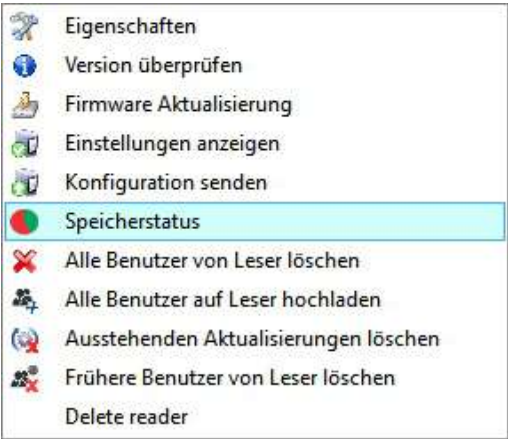 Eigenschaften
Version überprüfen
Firmware Aktualisierung
Einstellungen anzeigen
Konfiguration senden
Speicherstatus
Alle Benutzer von Leser löschen
Alle Benutzer auf Leser hochladen
Ausstehenden Aktualisierungen löschen
Frühere Benutzer von Leser löschen
Delete reader